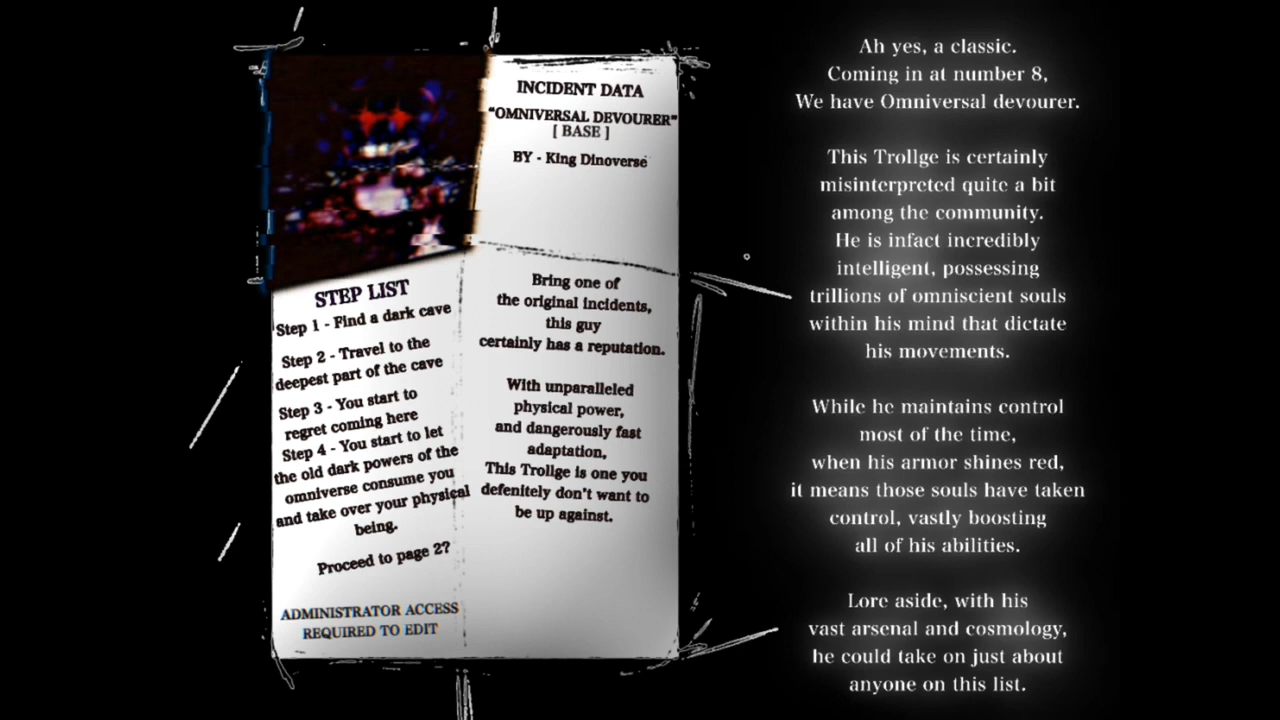 INCIDENT DATA
"OMNIVERSAL DEVOURER"
[ BASE ]
BY - King Dinoverse
STEP LIST
Step 1 - Find a dark cave
Step 2 - Travel to the
deepest part of the cave
Step 3 - You start to
regret coming here
Step 4 - You start to let
the old dark powers of the
omniverse consume you
and take over your physical
being.
Proceed to page 2?
ADMINISTRATOR ACCESS
REQUIRED TO EDIT
Bring one of
the original incidents,
this guy
certainly has a reputation.
With unparalleled
physical power,
and dangerously fast
adaptation,
This Trollge is one you
defenitely don't want to
be up against.
Ah yes, a classic.
Coming in at number 8,
We have Omniversal devourer.
This Trollge is certainly
misinterpreted quite a bit
among the community.
He is infact incredibly
intelligent, possessing
trillions of omniscient souls
within his mind that dictate
his movements.
While he maintains control
most of the time,
when his armor shines red,
it means those souls have taken
control, vastly boosting
all of his abilities.
Lore aside, with his
vast arsenal and cosmology,
he could take on just about
anyone on this list.